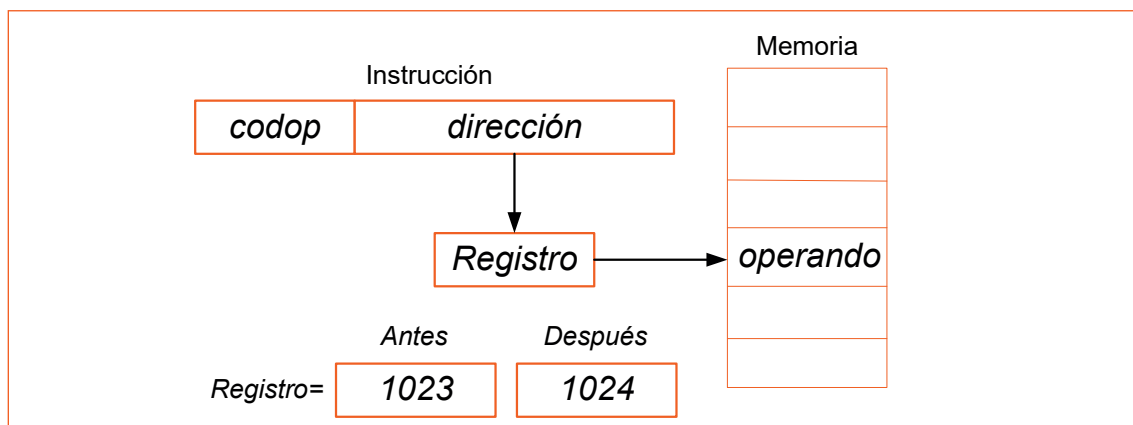 Memoria
Instrucción
codop dirección
Registro operando
Antes Después
Registro= 1023 1024